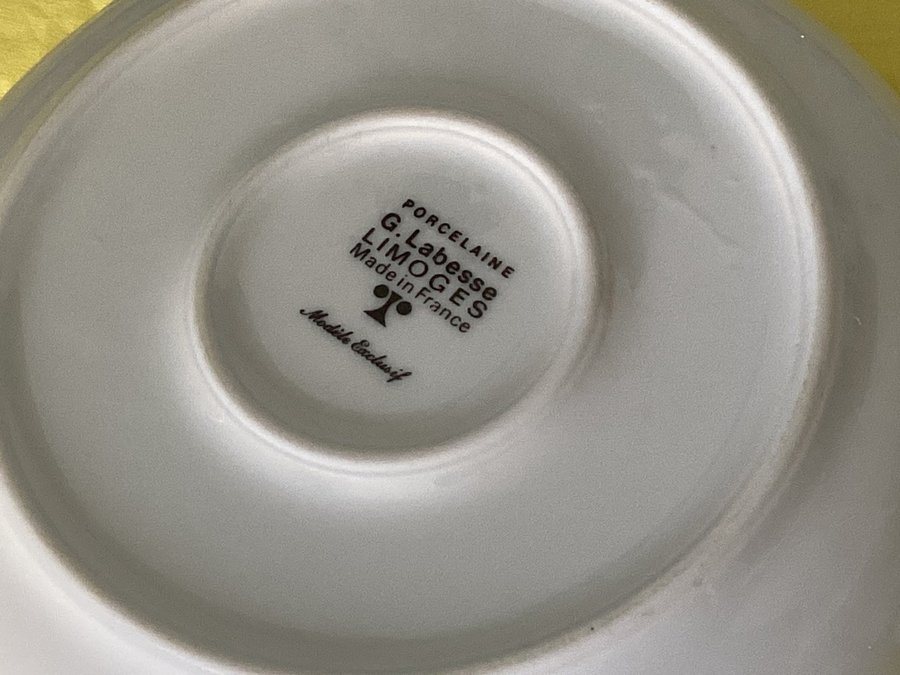 PORCELAINE
G. Labesse
LIMOGES
Made in France
Modèle Exclusif